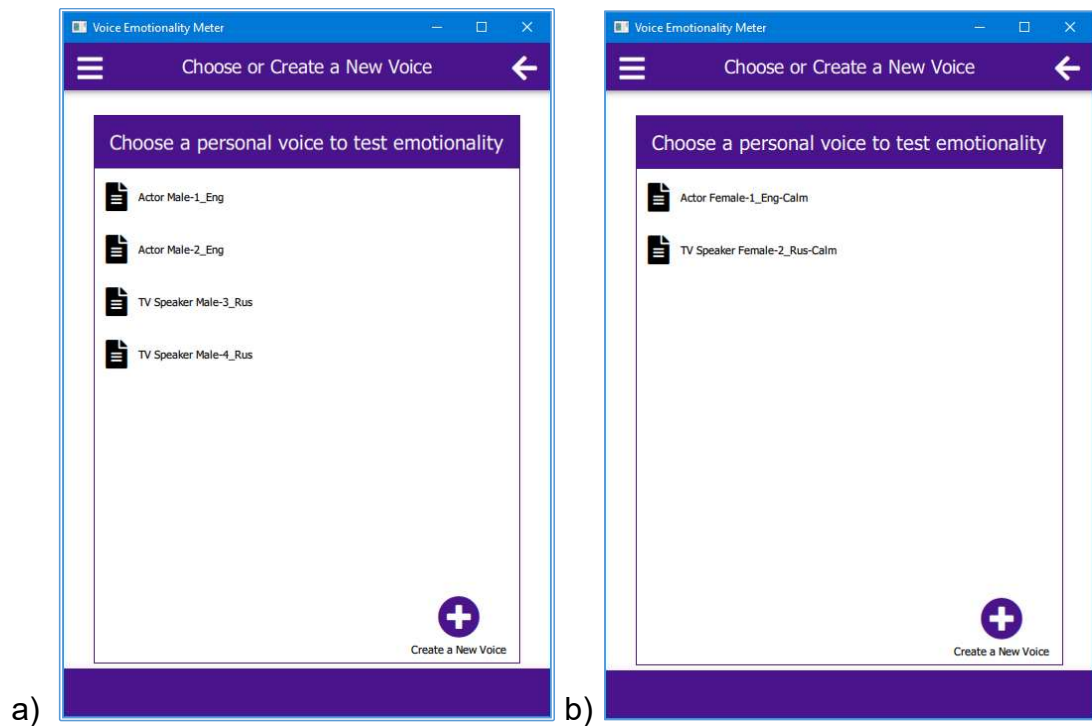 Voice Emotionality Meter
Choose or Create a New Voice
Choose a personal voice to test emotionality
Actor Male-1_Eng
Actor Male-2_Eng
TV Speaker Male-3_Rus
TV Speaker Male-4_Rus
Create a New Voice
a)
Voice Emotionality Meter
Choose or Create a New Voice
Choose a personal voice to test emotionality
Actor Female-1_Eng-Calm
TV Speaker Female-2_Rus-Calm
Create a New Voice
b)